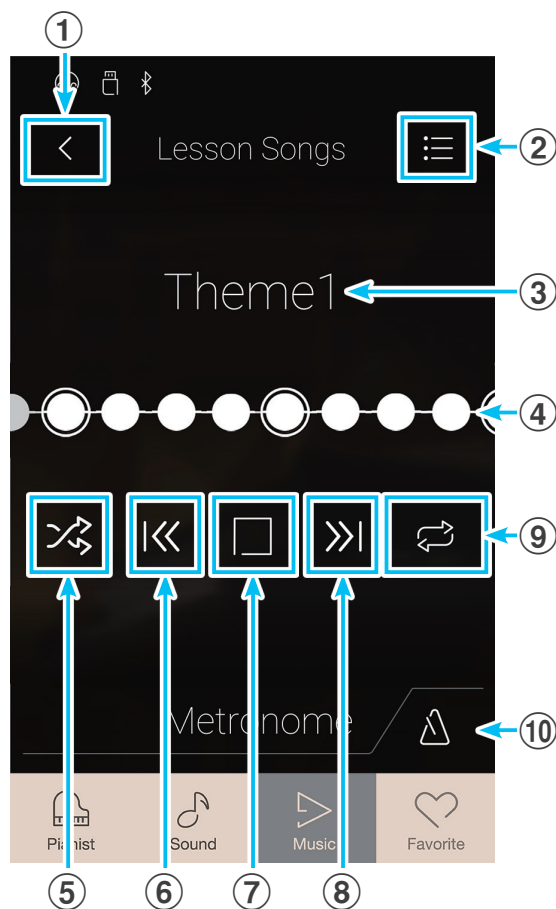 ①
Lesson Songs
②
Theme1
③
④
⑨
Metronome
⑩
Pianist Sound Music Favorite
⑤ ⑥ ⑦ ⑧